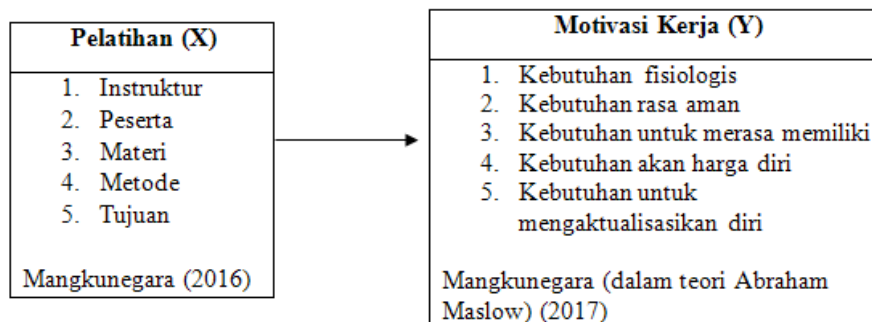 Pelatihan (X)
1. Instruktur
2. Peserta
3. Materi
4. Metode
5. Tujuan
Mangkunegara (2016)
Motivasi Kerja (Y)
1. Kebutuhan fisiologis
2. Kebutuhan rasa aman
3. Kebutuhan untuk merasa memiliki
4. Kebutuhan akan harga diri
5. Kebutuhan untuk
mengaktualisasikan diri
Mangkunegara (dalam teori Abraham
Maslow) (2017)